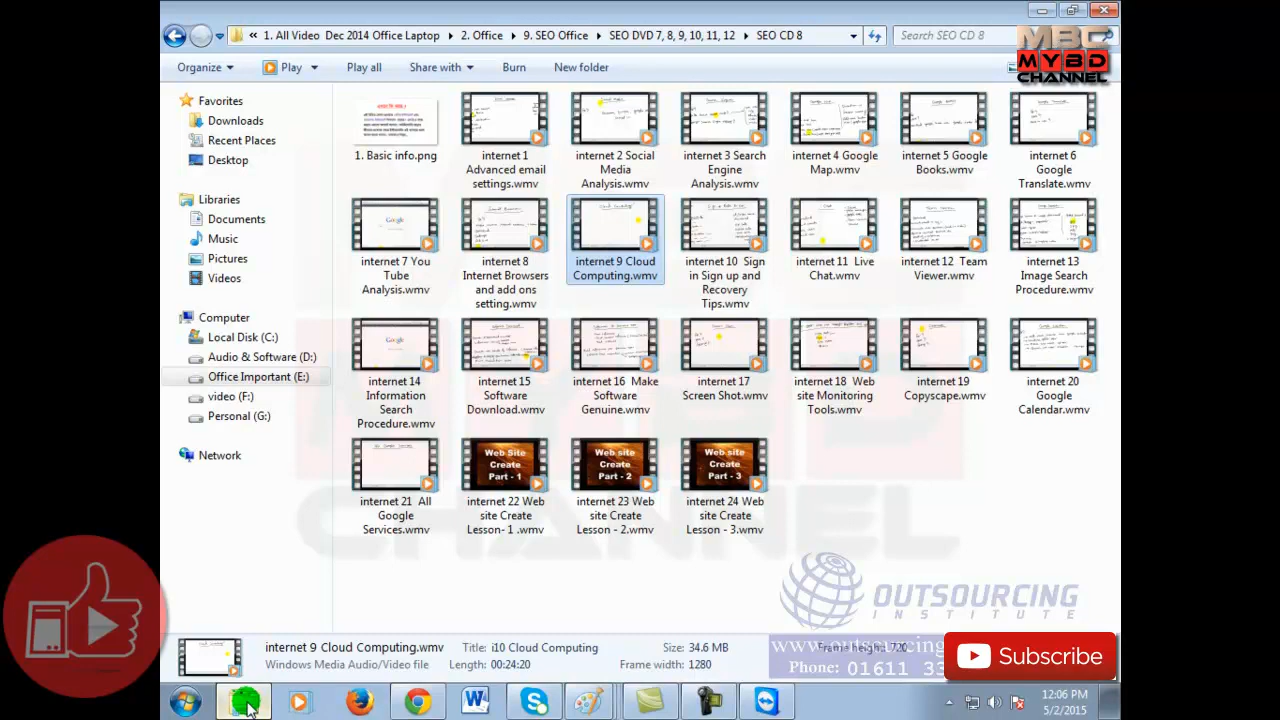 « 1. All Video Dec 2014 Office Laptop 2. Office 9. SEO Office SEO DVD 7, 8, 9, 10, 11, 12 SEO CD 8
Search SEO CD 8
MBC
MYBD
CHANNEL
Organize Play Play all Share with Burn New folder
Favorites
Downloads
Recent Places
Desktop
Libraries
Documents
Music
Pictures
Videos
Computer
Local Disk (C:)
Audio & Software (D:)
Office Important (E:)
video (F:)
Personal (G:)
Network
1. Basic info.png
internet 1
Advanced email
settings.wmv
internet 2 Social
Media
Analysis.wmv
internet 3 Search
Engine
Analysis.wmv
internet 4 Google
Map.wmv
internet 5 Google
Books.wmv
internet 6
Google
Translate.wmv
Google
internet 7 You
Tube
Analysis.wmv
internet 8
Internet Browsers
and add ons
setting.wmv
internet 9 Cloud
Computing.wmv
internet 10 Sign
in Sign up and
Recovery
Tips.wmv
internet 11 Live
Chat.wmv
internet 12 Team
Viewer.wmv
internet 13
Image Search
Procedure.wmv
Google
internet 14
Information
Search
Procedure.wmv
internet 15
Software
Download.wmv
internet 16 Make
Software
Genuine.wmv
internet 17
Screen Shot.wmv
internet 18 Web
site Monitoring
Tools.wmv
internet 19
Copyscape.wmv
internet 20
Google
Calendar.wmv
internet 21 All
Google
Services.wmv
Web Site
Create
Part - 1
internet 22 Web
site Create
Lesson- 1 .wmv
Web site
Create
Part - 2
internet 23 Web
site Create
Lesson - 2.wmv
Web site
Create
Part - 3
internet 24 Web
site Create
Lesson - 3.wmv
CHANNEL
OUTSOURCING
INSTITUTE
internet 9 Cloud Computing.wmv Title: i10 Cloud Computing Size: 34.6 MB Frame height: 720
Windows Media Audio/Video file Length: 00:24:20 Frame width: 1280
www.outsourcing
Phone: 01611 33
Subscribe
12:06 PM
5/2/2015